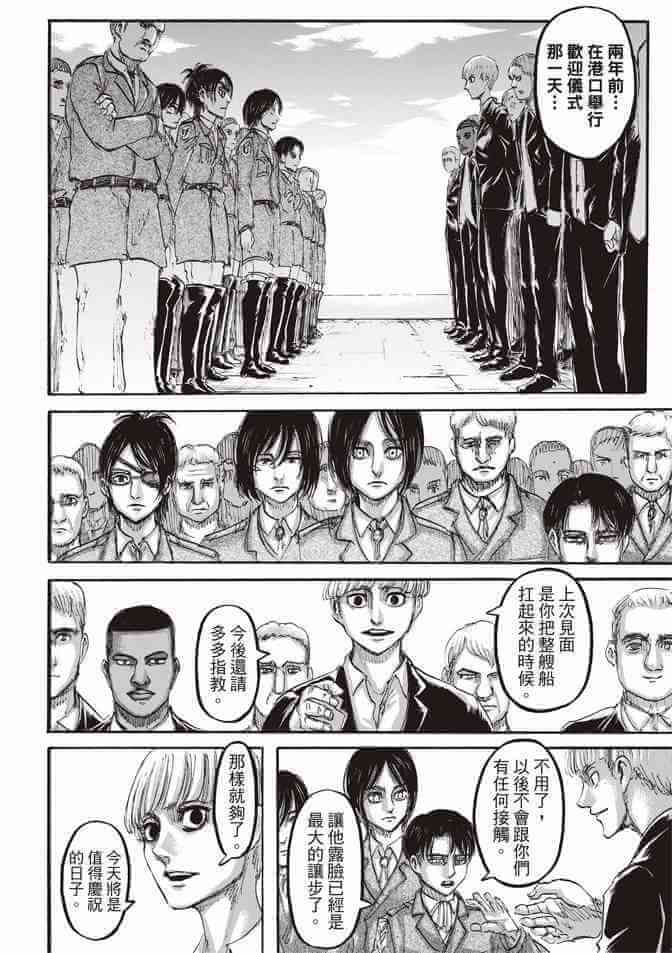 兩年前…
在港口舉行
歡迎儀式
那一天…
上次見面
是你把整艘船
扛起來的時候。
今後還請
多多指教。
不用了，
以後不會跟你們
有任何接觸。
讓他露臉已經是
最大的讓步了。
那樣就夠了。
今天將是
值得慶祝
的日子。